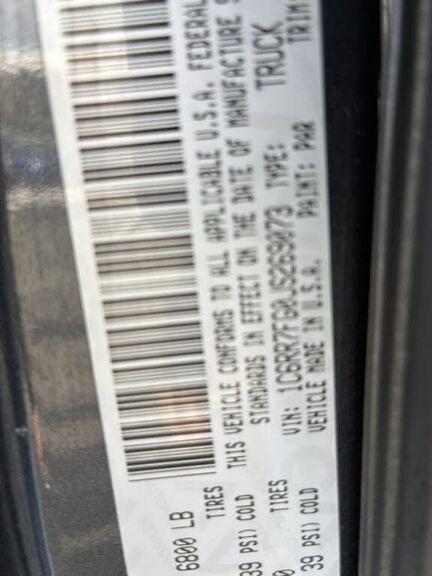 6800 LB
TIRES
39 PSI) COLD
THIS VEHICLE CONFORMS TO ALL APPLICABLE U.S.A. FEDERAL
STANDARDS IN EFFECT ON THE DATE OF MANUFACTURE
TIRES
39 PSI) COLD
VIN: 1C6RR7FG0JS269073 TYPE: TRUCK
VEHICLE MADE IN U.S.A. PAINT: PAR TRIM